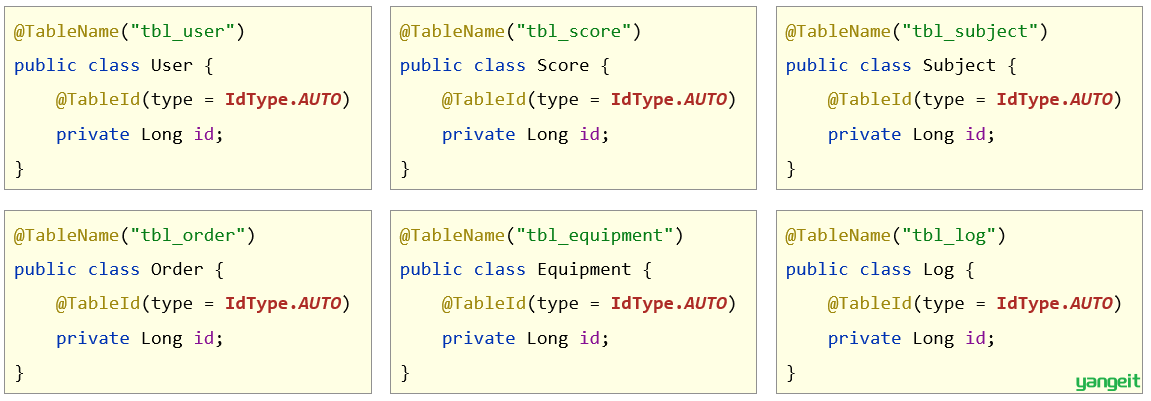 @TableName("tbl_user")
public class User {
    @TableId(type = IdType.AUTO)
    private Long id;
}
@TableName("tbl_score")
public class Score {
    @TableId(type = IdType.AUTO)
    private Long id;
}
@TableName("tbl_subject")
public class Subject {
    @TableId(type = IdType.AUTO)
    private Long id;
}
@TableName("tbl_order")
public class Order {
    @TableId(type = IdType.AUTO)
    private Long id;
}
@TableName("tbl_equipment")
public class Equipment {
    @TableId(type = IdType.AUTO)
    private Long id;
}
@TableName("tbl_log")
public class Log {
    @TableId(type = IdType.AUTO)
    private Long id;
}
yangeit